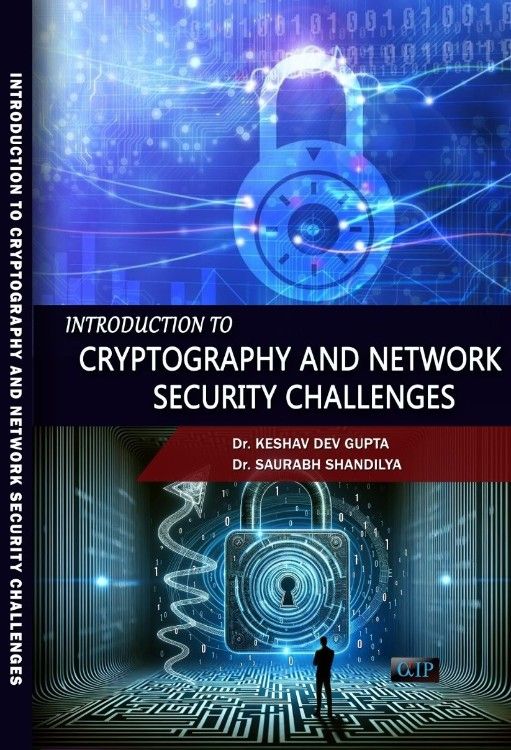 INTRODUCTION TO CRYPTOGRAPHY AND NETWORK SECURITY CHALLENGES
INTRODUCTION TO
CRYPTOGRAPHY AND NETWORK
SECURITY CHALLENGES
Dr. KESHAV DEV GUPTA
Dr. SAURABH SHANDILYA
αIP